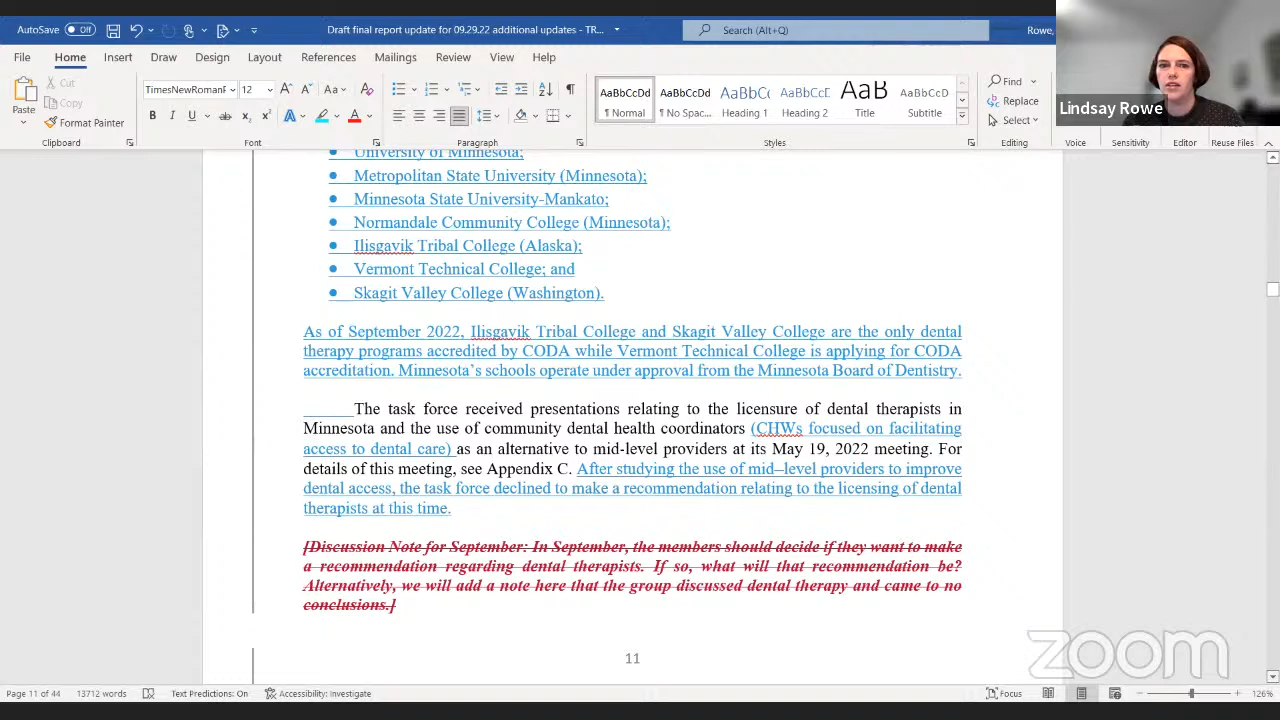 AutoSave Off Draft final report update for 09.29.22 additional updates - TR... Search (Alt+Q) Rowe,
File Home Insert Draw Design Layout References Mailings Review View Help
Paste Cut Copy Format Painter
TimesNewRomanF 12
AaBbCcDd AaBbCcDd AaBbCc AaBbCcE AaB AaBbCcD
¶ Normal ¶ No Spac... Heading 1 Heading 2 Title Subtitle
Find Replace Select
Clipboard Font Paragraph Styles Editing Voice Sensitivity Editor Reuse Files
Lindsay Rowe
University of Minnesota;
Metropolitan State University (Minnesota);
Minnesota State University-Mankato;
Normandale Community College (Minnesota);
Ilisgavik Tribal College (Alaska);
Vermont Technical College; and
Skagit Valley College (Washington).
As of September 2022, Ilisgavik Tribal College and Skagit Valley College are the only dental
therapy programs accredited by CODA while Vermont Technical College is applying for CODA
accreditation. Minnesota's schools operate under approval from the Minnesota Board of Dentistry.
The task force received presentations relating to the licensure of dental therapists in
Minnesota and the use of community dental health coordinators (CHWs focused on facilitating
access to dental care) as an alternative to mid-level providers at its May 19, 2022 meeting. For
details of this meeting, see Appendix C. After studying the use of mid–level providers to improve
dental access, the task force declined to make a recommendation relating to the licensing of dental
therapists at this time.
[Discussion Note for September: In September, the members should decide if they want to make
a recommendation regarding dental therapists. If so, what will that recommendation be?
Alternatively, we will add a note here that the group discussed dental therapy and came to no
conclusions.]
11
zoom
Page 11 of 44 13712 words Text Predictions: On Accessibility: Investigate Focus 126%